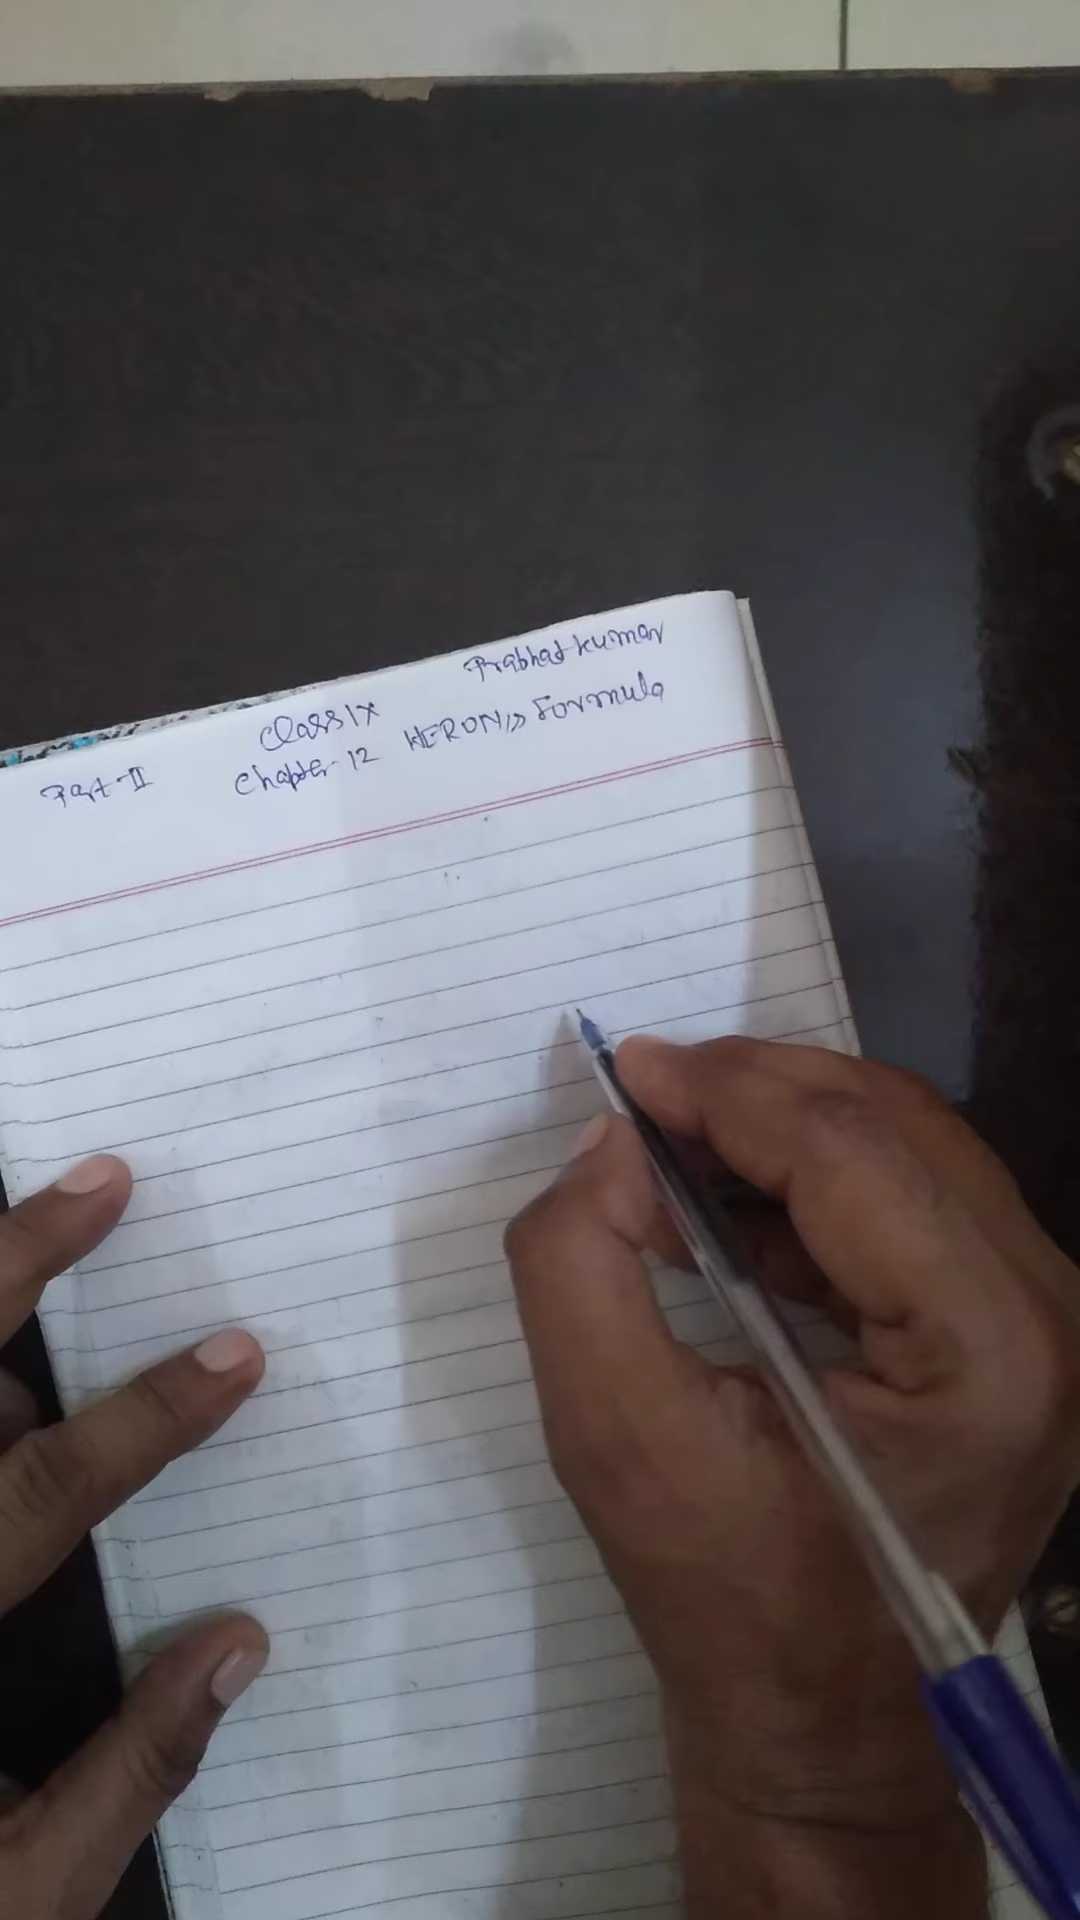 Prabhat kumar
Class IX
Part-II Chapter-12 HERON,,s Formula